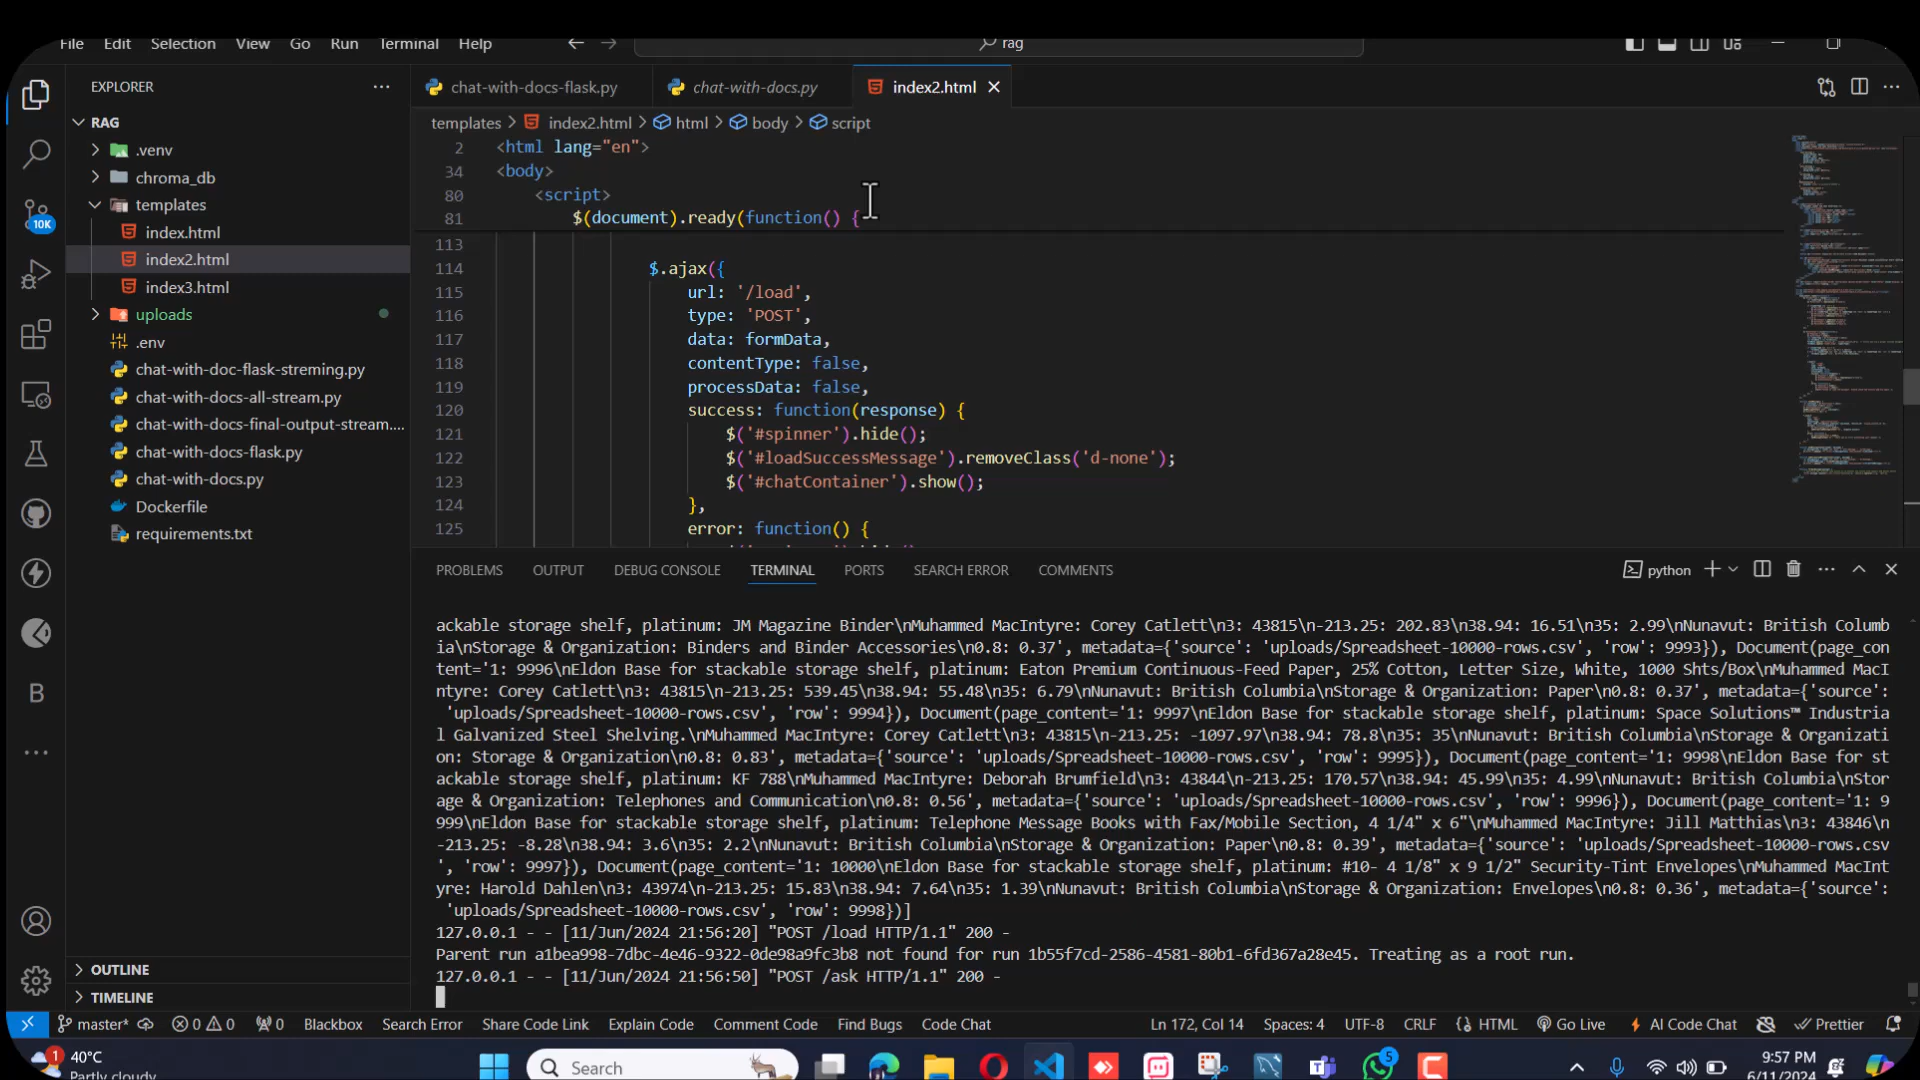 File Edit Selection View Go Run Terminal Help
rag
EXPLORER
RAG
.venv
chroma_db
templates
index.html
index2.html
index3.html
uploads
.env
chat-with-doc-flask-streming.py
chat-with-docs-all-stream.py
chat-with-docs-final-output-stream....
chat-with-docs-flask.py
chat-with-docs.py
Dockerfile
requirements.txt
OUTLINE
TIMELINE
10K
chat-with-docs-flask.py chat-with-docs.py index2.html
templates > index2.html > html > body > script
2 <html lang="en">
34 <body>
80 <script>
81 $(document).ready(function() {
113
114 $.ajax({
115 url: '/load',
116 type: 'POST',
117 data: formData,
118 contentType: false,
119 processData: false,
120 success: function(response) {
121 $('#spinner').hide();
122 $('#loadSuccessMessage').removeClass('d-none');
123 $('#chatContainer').show();
124 },
125 error: function() {
PROBLEMS OUTPUT DEBUG CONSOLE TERMINAL PORTS SEARCH ERROR COMMENTS
python
ackable storage shelf, platinum: JM Magazine Binder\nMuhammed MacIntyre: Corey Catlett\n3: 43815\n-213.25: 202.83\n38.94: 16.51\n35: 2.99\nNunavut: British Columb
ia\nStorage & Organization: Binders and Binder Accessories\n0.8: 0.37', metadata={'source': 'uploads/Spreadsheet-10000-rows.csv', 'row': 9993}), Document(page_con
tent='1: 9996\nEldon Base for stackable storage shelf, platinum: Eaton Premium Continuous-Feed Paper, 25% Cotton, Letter Size, White, 1000 Shts/Box\nMuhammed MacI
ntyre: Corey Catlett\n3: 43815\n-213.25: 539.45\n38.94: 55.48\n35: 6.79\nNunavut: British Columbia\nStorage & Organization: Paper\n0.8: 0.37', metadata={'source':
'uploads/Spreadsheet-10000-rows.csv', 'row': 9994}), Document(page_content='1: 9997\nEldon Base for stackable storage shelf, platinum: Space Solutions™ Industria
l Galvanized Steel Shelving.\nMuhammed MacIntyre: Corey Catlett\n3: 43815\n-213.25: -1097.97\n38.94: 78.8\n35: 35\nNunavut: British Columbia\nStorage & Organizati
on: Storage & Organization\n0.8: 0.83', metadata={'source': 'uploads/Spreadsheet-10000-rows.csv', 'row': 9995}), Document(page_content='1: 9998\nEldon Base for st
ackable storage shelf, platinum: KF 788\nMuhammed MacIntyre: Deborah Brumfield\n3: 43844\n-213.25: 170.57\n38.94: 45.99\n35: 4.99\nNunavut: British Columbia\nStor
age & Organization: Telephones and Communication\n0.8: 0.56', metadata={'source': 'uploads/Spreadsheet-10000-rows.csv', 'row': 9996}), Document(page_content='1: 9
999\nEldon Base for stackable storage shelf, platinum: Telephone Message Books with Fax/Mobile Section, 4 1/4" x 6"\nMuhammed MacIntyre: Jill Matthias\n3: 43846\n
-213.25: -8.28\n38.94: 3.6\n35: 2.2\nNunavut: British Columbia\nStorage & Organization: Paper\n0.8: 0.39', metadata={'source': 'uploads/Spreadsheet-10000-rows.csv
', 'row': 9997}), Document(page_content='1: 10000\nEldon Base for stackable storage shelf, platinum: #10- 4 1/8" x 9 1/2" Security-Tint Envelopes\nMuhammed MacInt
yre: Harold Dahlen\n3: 43974\n-213.25: 15.83\n38.94: 7.64\n35: 1.39\nNunavut: British Columbia\nStorage & Organization: Envelopes\n0.8: 0.36', metadata={'source':
'uploads/Spreadsheet-10000-rows.csv', 'row': 9998})]
127.0.0.1 - - [11/Jun/2024 21:56:20] "POST /load HTTP/1.1" 200 -
Parent run a1bea998-7dbc-4e46-9322-0de98a9fc3b8 not found for run 1b55f7cd-2586-4581-80b1-6fd367a28e45. Treating as a root run.
127.0.0.1 - - [11/Jun/2024 21:56:50] "POST /ask HTTP/1.1" 200 -
master* 0 0 0 Blackbox Search Error Share Code Link Explain Code Comment Code Find Bugs Code Chat Ln 172, Col 14 Spaces: 4 UTF-8 CRLF HTML Go Live AI Code Chat Prettier
1 40°C
Partly cloudy
Search
5
9:57 PM
6/11/2024